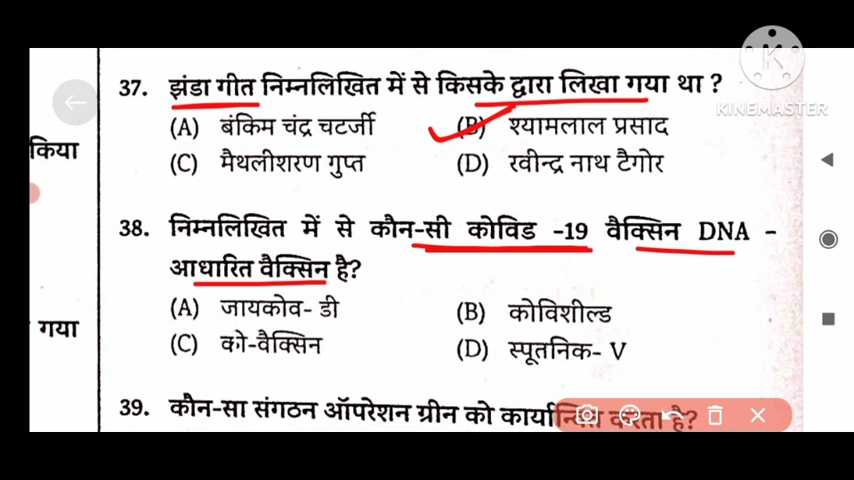 KINEMASTER
37. झंडा गीत निम्नलिखित में से किसके द्वारा लिखा गया था ?
(A) बंकिम चंद्र चटर्जी (B) श्यामलाल प्रसाद
(C) मैथलीशरण गुप्त (D) रवीन्द्र नाथ टैगोर
किया
38. निम्नलिखित में से कौन-सी कोविड -19 वैक्सिन DNA -
आधारित वैक्सिन है?
(A) जायकोव- डी (B) कोविशील्ड
(C) को-वैक्सिन (D) स्पूतनिक- V
गया
39. कौन-सा संगठन ऑपरेशन ग्रीन को कार्यान्वित करता है?